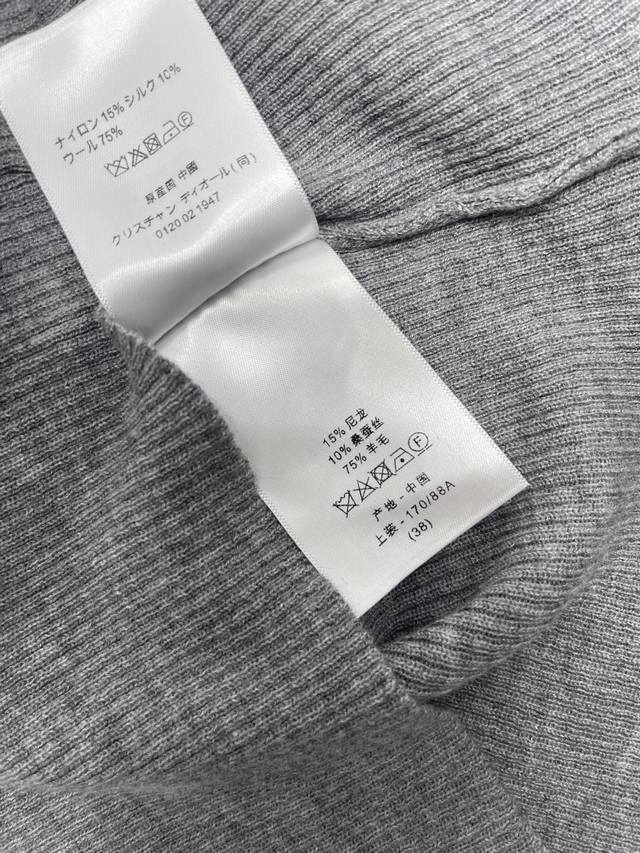 ナイロン 15% シルク 10%
ウール 75%
原産国 中國
クリスチャン ディオール(同)
0120 02 1947
15% 尼龙
10% 桑蚕丝
75% 羊毛
F
产地 - 中国
上装 - 170/88A
(38)